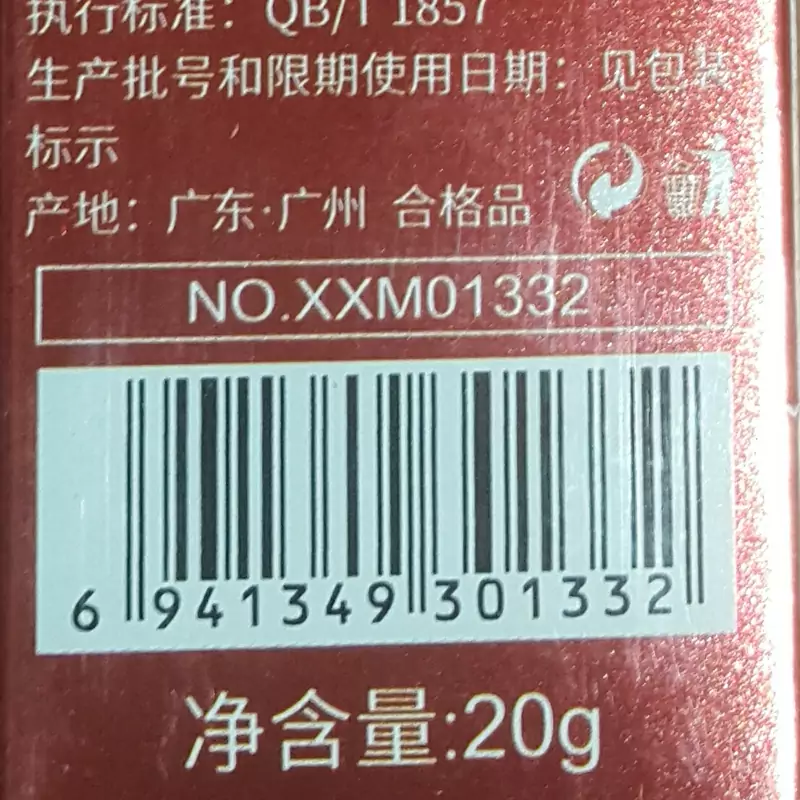 执行标准：QB/T 1857
生产批号和限期使用日期：见包装
标示
产地：广东·广州 合格品
NO.XXM01332
6 941349 301332
净含量:20g